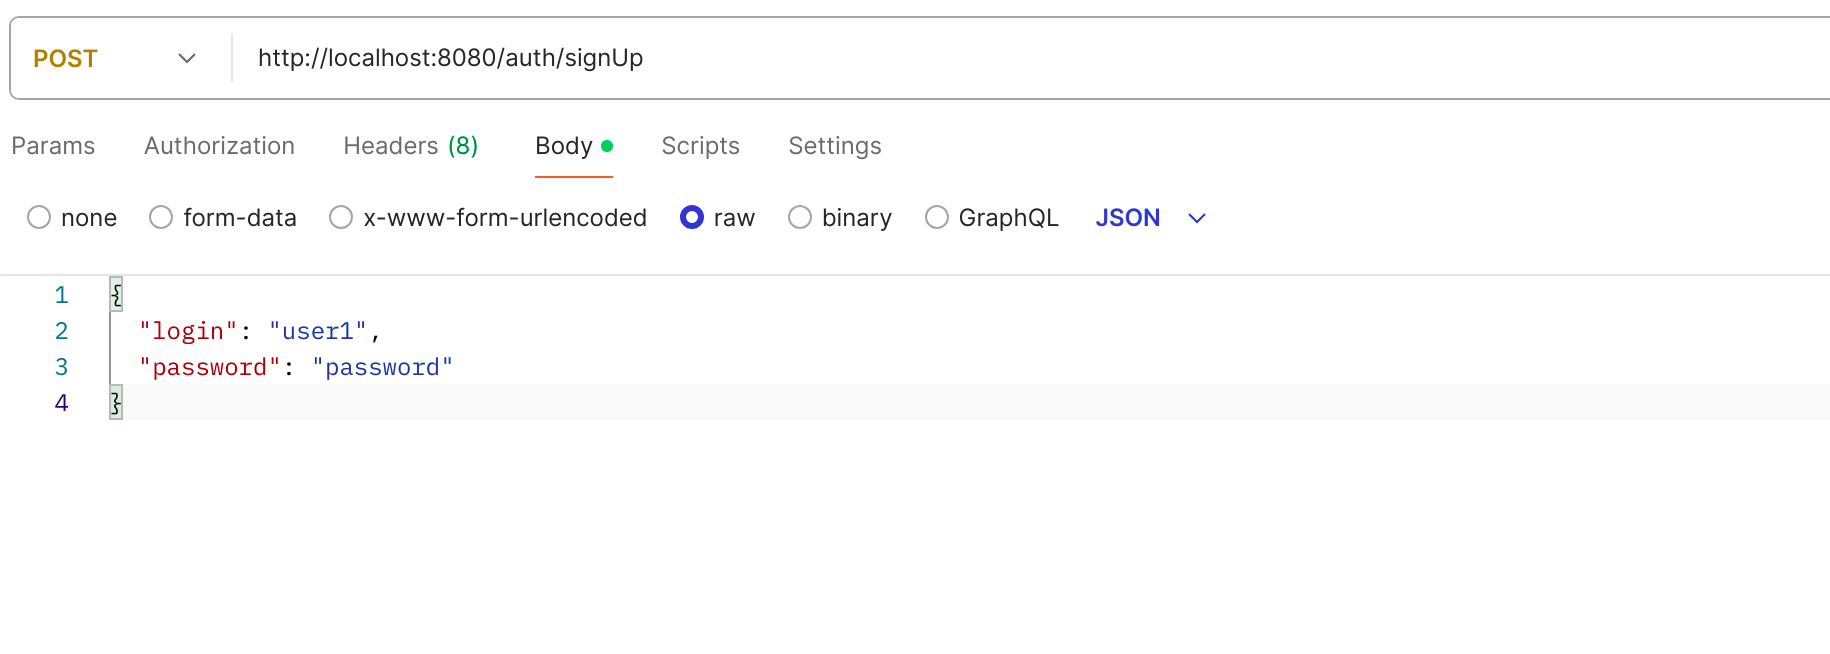 POST http://localhost:8080/auth/signUp
Params Authorization Headers (8) Body Scripts Settings
none form-data x-www-form-urlencoded raw binary GraphQL JSON
1 {
2 "login": "user1",
3 "password": "password"
4 }